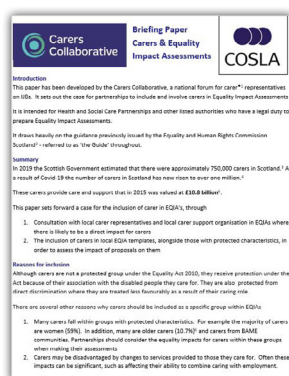 Carers
Collaborative
Briefing Paper
Carers & Equality
Impact Assessments
COSLA
Introduction
This paper has been developed by the Carers Collaborative, a national forum for carer*¹ representatives
on IJBs. It sets out the case for partnerships to include and involve carers in Equality Impact Assessments
It is intended for Health and Social Care Partnerships and other listed authorities who have a legal duty to
prepare Equality Impact Assessments.
It draws heavily on the guidance previously issued by the Equality and Human Rights Commission
Scotland² - referred to as 'the Guide' throughout.
Summary
In 2019 the Scottish Government estimated that there were approximately 750,000 carers in Scotland.³ A
a result of Covid 19 the number of carers in Scotland has now risen to over one million.⁴
These carers provide care and support that in 2015 was valued at £10.8 billion⁵.
This paper sets forward a case for the inclusion of carer in EQIA's, through
1. Consultation with local carer representatives and local carer support organisation in EQIAs where
there is likely to be a direct impact for carers
2. The inclusion of carers in local EQIA templates, alongside those with protected characteristics, in
order to assess the impact of proposals on them
Reasons for inclusion
Although carers are not a protected group under the Equality Act 2010, they receive protection under the
Act because of their association with the disabled people they care for. They are also protected from
direct discrimination where they are treated less favourably as a result of their caring role
There are several other reasons why carers should be included as a specific group within EQIAs
1. Many carers fall within groups with protected characteristics. For example the majority of carers
are women (59%). In addition, many are older carers (10.7%)⁶ and carers from BAME
communities. Partnerships should consider the equality impacts for carers within these groups
when making their assessments
2. Carers may be disadvantaged by changes to services provided to those they care for. Often these
impacts can be significant, such as affecting their ability to combine caring with employment.